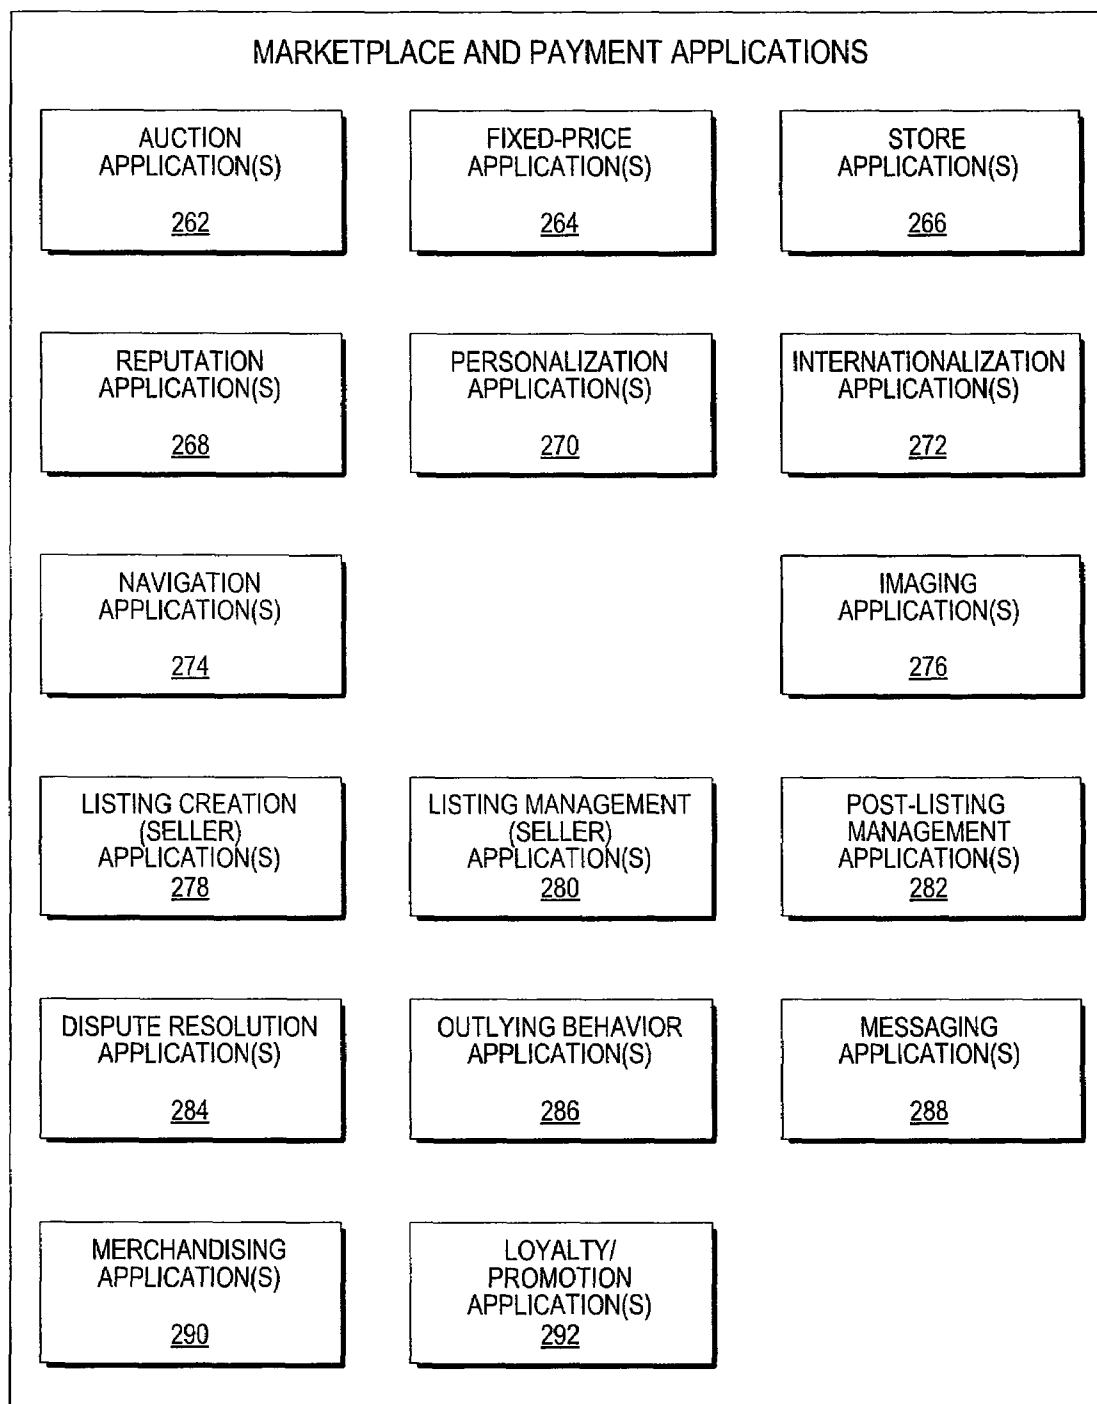 MARKETPLACE AND PAYMENT APPLICATIONS
AUCTION
APPLICATION(S)
262
FIXED-PRICE
APPLICATION(S)
264
STORE
APPLICATION(S)
266
REPUTATION
APPLICATION(S)
268
PERSONALIZATION
APPLICATION(S)
270
INTERNATIONALIZATION
APPLICATION(S)
272
NAVIGATION
APPLICATION(S)
274
IMAGING
APPLICATION(S)
276
LISTING CREATION
(SELLER)
APPLICATION(S)
278
LISTING MANAGEMENT
(SELLER)
APPLICATION(S)
280
POST-LISTING
MANAGEMENT
APPLICATION(S)
282
DISPUTE RESOLUTION
APPLICATION(S)
284
OUTLYING BEHAVIOR
APPLICATION(S)
286
MESSAGING
APPLICATION(S)
288
MERCHANDISING
APPLICATION(S)
290
LOYALTY/
PROMOTION
APPLICATION(S)
292